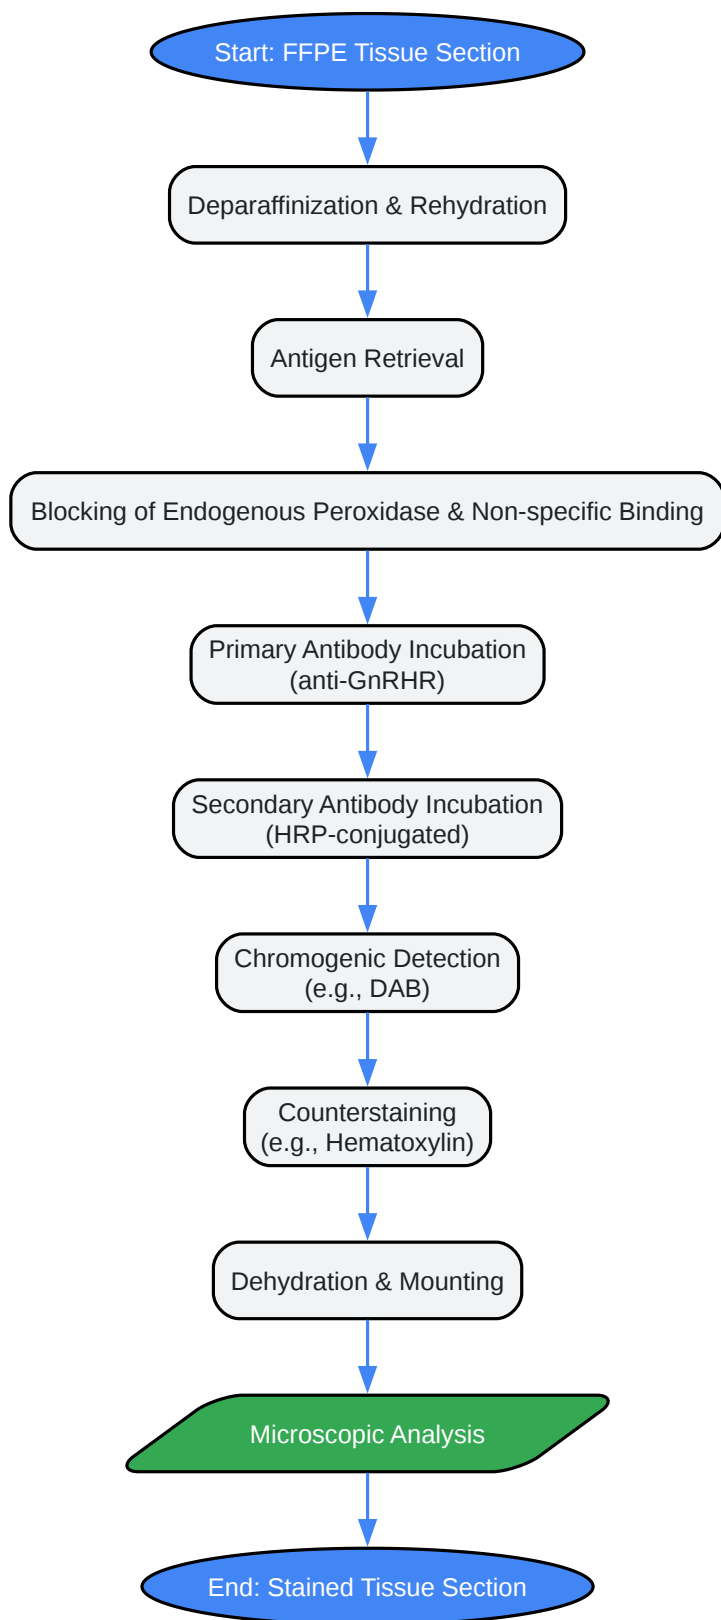 Start: FFPE Tissue Section
Deparaffinization & Rehydration
Antigen Retrieval
Blocking of Endogenous Peroxidase & Non-specific Binding
Primary Antibody Incubation
(anti-GnRHR)
Secondary Antibody Incubation
(HRP-conjugated)
Chromogenic Detection
(e.g., DAB)
Counterstaining
(e.g., Hematoxylin)
Dehydration & Mounting
Microscopic Analysis
End: Stained Tissue Section